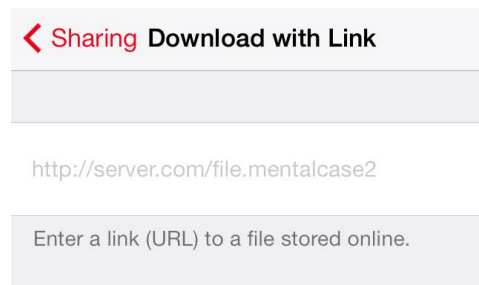 Sharing Download with Link
http://server.com/file.mentalcase2
Enter a link (URL) to a file stored online.